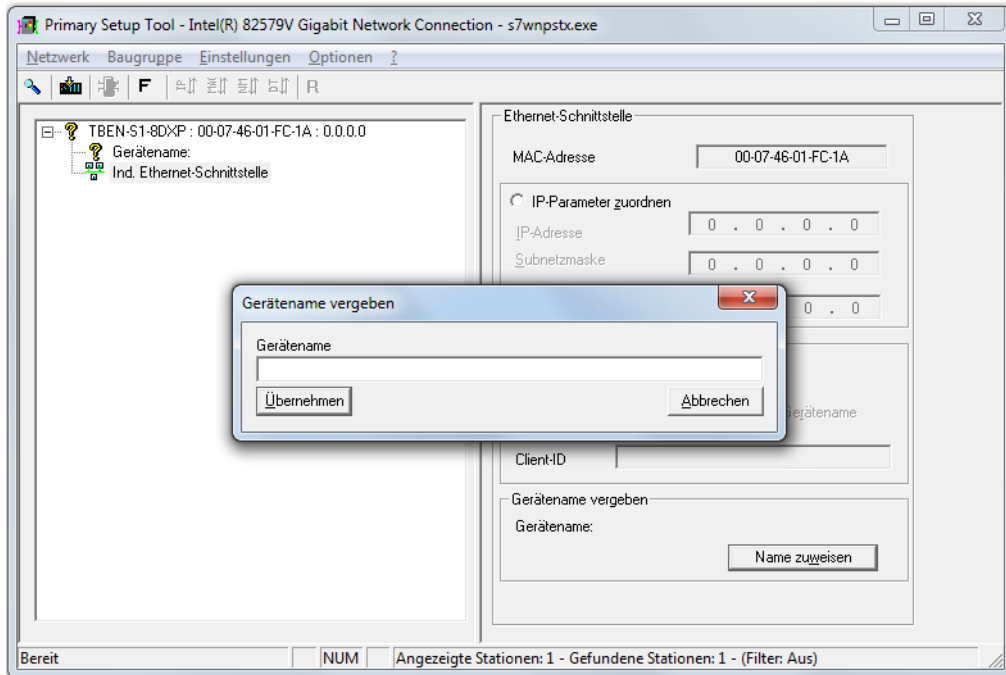 Primary Setup Tool - Intel(R) 82579V Gigabit Network Connection - s7wnpstx.exe
Netzwerk Baugruppe Einstellungen Optionen ?
F R
TBEN-S1-8DXP : 00-07-46-01-FC-1A : 0.0.0.0
Gerätename:
Ind. Ethernet-Schnittstelle
Ethernet-Schnittstelle
MAC-Adresse 00-07-46-01-FC-1A
IP-Parameter zuordnen
IP-Adresse 0 . 0 . 0 . 0
Subnetzmaske 0 . 0 . 0 . 0
0 . 0
Gerätename vergeben
Gerätename
Übernehmen Abbrechen
Gerätename
Client-ID
Gerätename vergeben
Gerätename:
Name zuweisen
Bereit NUM Angezeigte Stationen: 1 - Gefundene Stationen: 1 - (Filter: Aus)